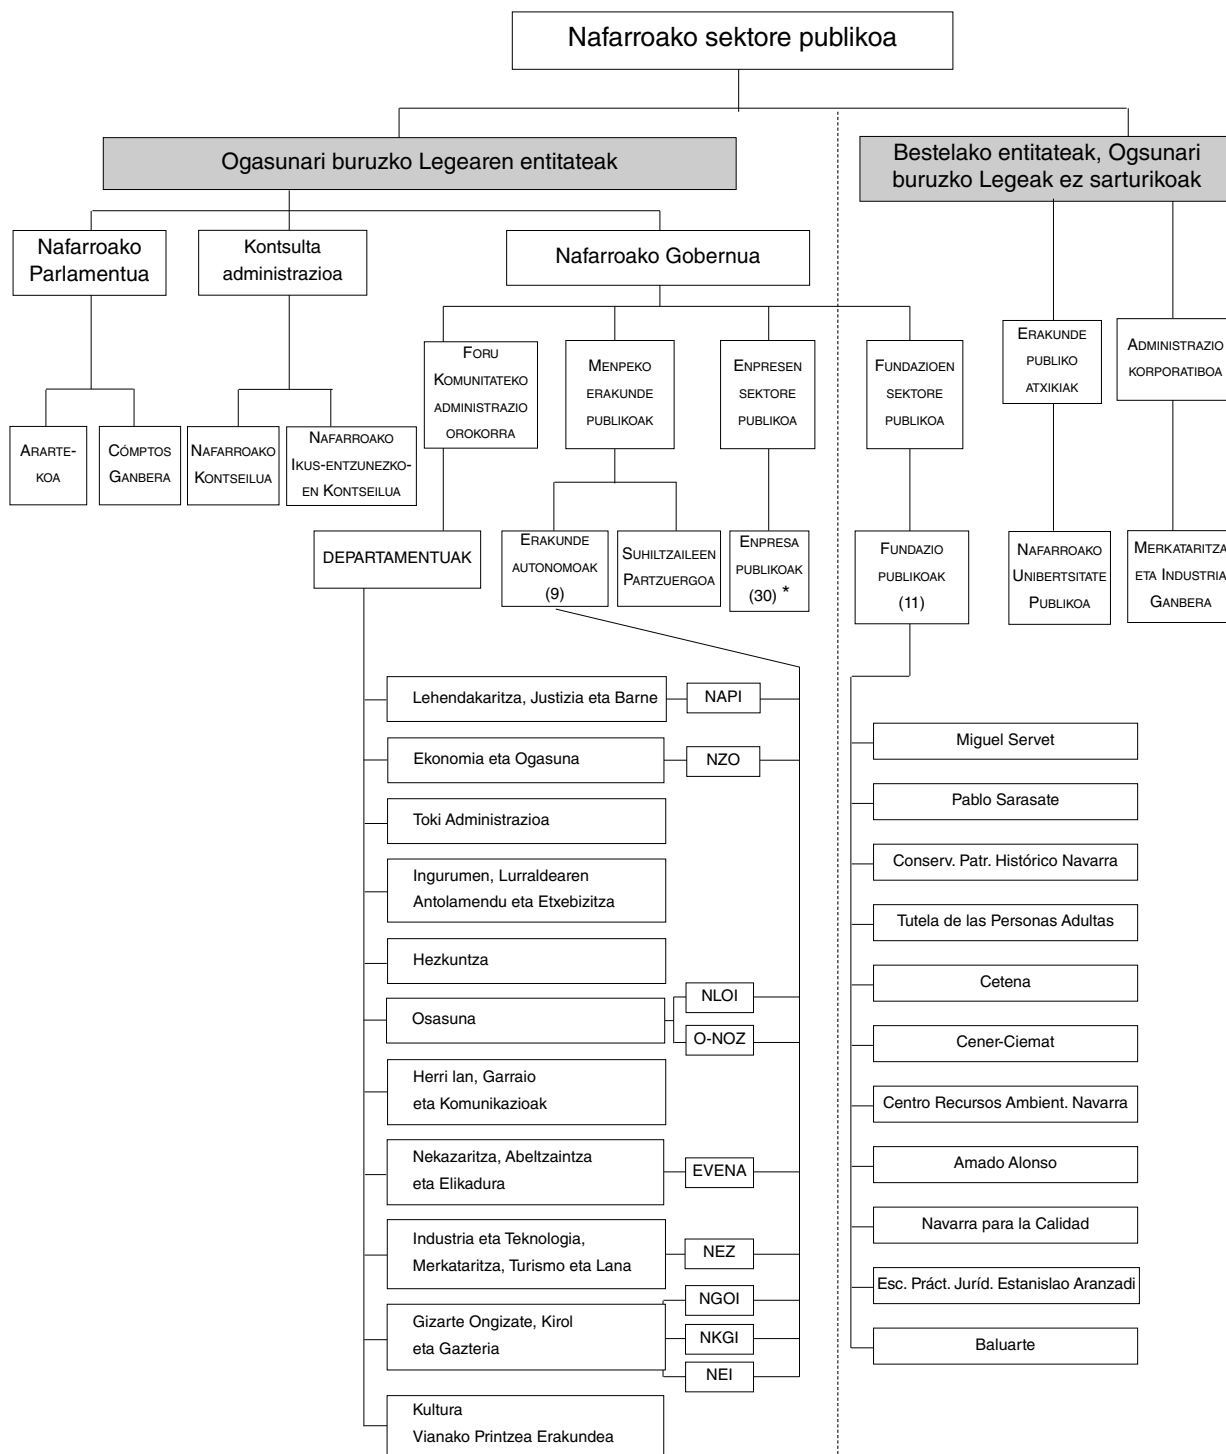 Nafarroako sektore publikoa
Ogasunari buruzko Legearen entitateak
Bestelako entitateak, Ogsunari
buruzko Legeak ez sarturikoak
Nafarroako
Parlamentua
Kontsulta
administrazioa
Nafarroako Gobernua
FORU
KOMUNITATEKO
ADMINISTRAZIO
OROKORRA
MENPEKO
ERAKUNDE
PUBLIKOAK
ENPRESEN
SEKTORE
PUBLIKOA
FUNDAZIOEN
SEKTORE
PUBLIKOA
ERAKUNDE
PUBLIKO
ATXIKIAK
ADMINISTRAZIO
KORPORATIBOA
ARARTE-
KOA
CÓMPTOS
GANBERA
NAFARROAKO
KONTSEILUA
NAFARROAKO
IKUS-ENTZUNEZKO-
EN KONTSEILUA
DEPARTAMENTUAK
ERAKUNDE
AUTONOMOAK
(9)
SUHILTZAILEEN
PARTZUERGOA
ENPRESA
PUBLIKOAK
(30) *
FUNDAZIO
PUBLIKOAK
(11)
NAFARROAKO
UNIBERTSITATE
PUBLIKOA
MERKATARITZA
ETA INDUSTRIA
GANBERA
Lehendakaritza, Justizia eta Barne
NAPI
Ekonomia eta Ogasuna
NZO
Toki Administrazioa
Ingurumen, Lurraldearen
Antolamendu eta Etxebizitza
Hezkuntza
Osasuna
NLOI
O-NOZ
Herri lan, Garraio
eta Komunikazioak
Nekazaritza, Abeltzaintza
eta Elikadura
EVENA
Industria eta Teknologia,
Merkataritza, Turismo eta Lana
NEZ
Gizarte Ongizate, Kirol
eta Gazteria
NGOI
NKGI
NEI
Kultura
Vianako Printzea Erakundea
Miguel Servet
Pablo Sarasate
Conserv. Patr. Histórico Navarra
Tutela de las Personas Adultas
Cetena
Cener-Ciemat
Centro Recursos Ambient. Navarra
Amado Alonso
Navarra para la Calidad
Esc. Práct. Juríd. Estanislao Aranzadi
Baluarte